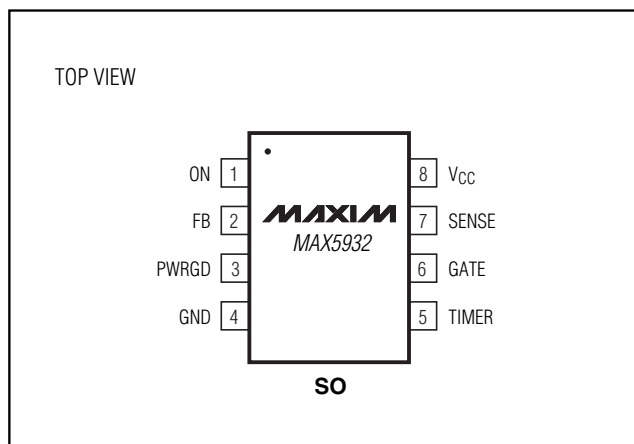 TOP VIEW
ON 1 8 VCC
FB 2 MAXIM 7 SENSE
MAX5932
PWRGD 3 6 GATE
GND 4 5 TIMER
SO